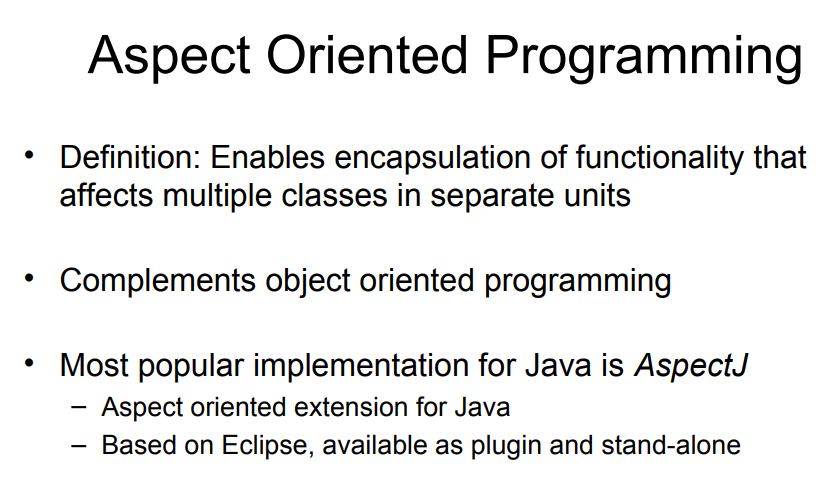 Aspect Oriented Programming
• Definition: Enables encapsulation of functionality that
affects multiple classes in separate units
• Complements object oriented programming
• Most popular implementation for Java is AspectJ
– Aspect oriented extension for Java
– Based on Eclipse, available as plugin and stand-alone